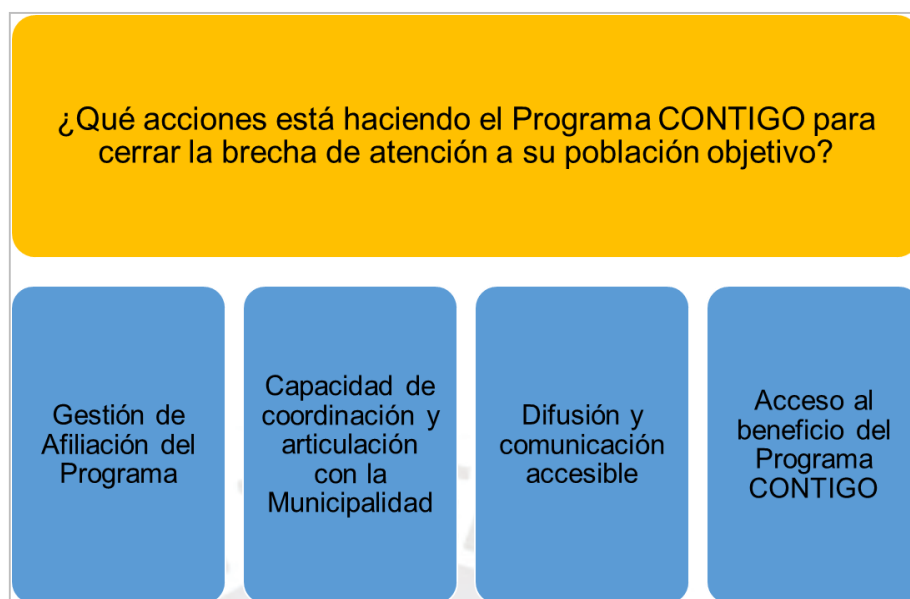 ¿Qué acciones está haciendo el Programa CONTIGO para
cerrar la brecha de atención a su población objetivo?
Gestión de
Afiliación del
Programa
Capacidad de
coordinación y
articulación
con la
Municipalidad
Difusión y
comunicación
accesible
Acceso al
beneficio del
Programa
CONTIGO